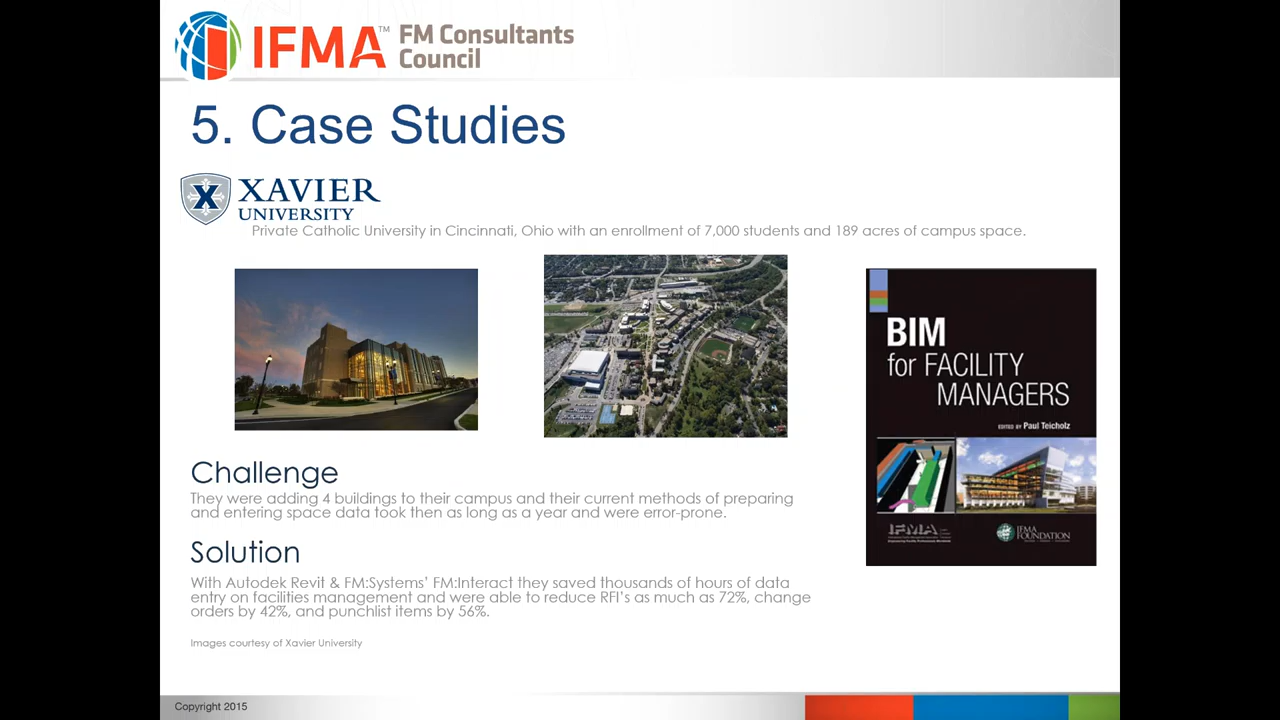 IFMA™ FM Consultants
Council
5. Case Studies
XAVIER
UNIVERSITY
Private Catholic University in Cincinnati, Ohio with an enrollment of 7,000 students and 189 acres of campus space.
BIM
for FACILITY
MANAGERS
EDITED BY Paul Teicholz
IFMA
IFMA
FOUNDATION
Challenge
They were adding 4 buildings to their campus and their current methods of preparing
and entering space data took then as long as a year and were error-prone.
Solution
With Autodek Revit & FM:Systems' FM:Interact they saved thousands of hours of data
entry on facilities management and were able to reduce RFI's as much as 72%, change
orders by 42%, and punchlist items by 56%.
Images courtesy of Xavier University
Copyright 2015